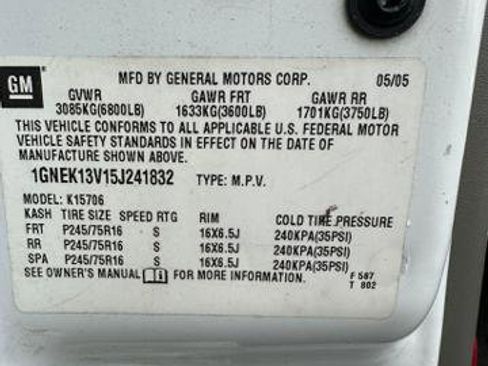 GM
MFD BY GENERAL MOTORS CORP. 05/05
GVWR GAWR FRT GAWR RR
3085KG(6800LB) 1633KG(3600LB) 1701KG(3750LB)
THIS VEHICLE CONFORMS TO ALL APPLICABLE U.S. FEDERAL MOTOR
VEHICLE SAFETY STANDARDS IN EFFECT ON THE DATE OF
MANUFACTURE SHOWN ABOVE.
1GNEK13V15J241832 TYPE: M.P.V.
MODEL: K15706
KASH TIRE SIZE SPEED RTG RIM COLD TIRE PRESSURE
FRT P245/75R16 S 16X6.5J 240KPA(35PSI)
RR P245/75R16 S 16X6.5J 240KPA(35PSI)
SPA P245/75R16 S 16X6.5J 240KPA(35PSI)
SEE OWNER'S MANUAL FOR MORE INFORMATION. F 587
T 802